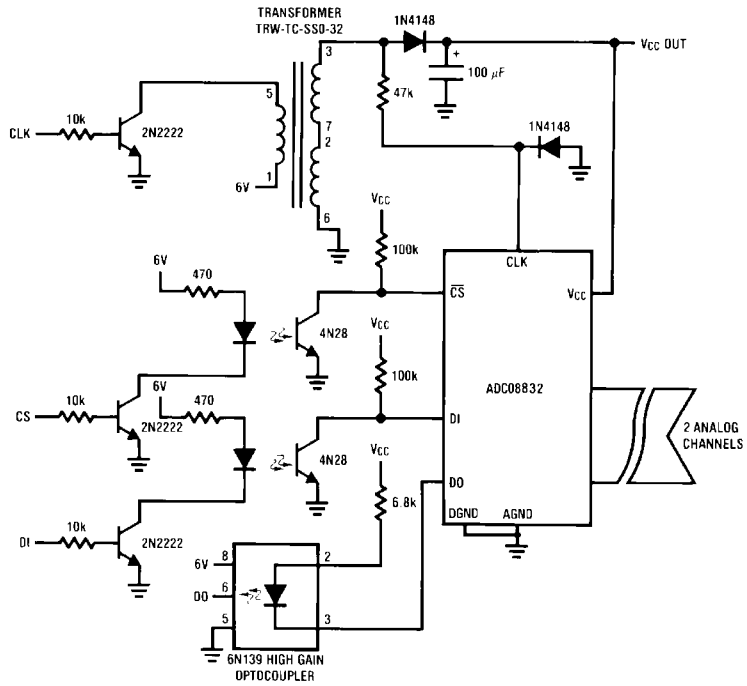 TRANSFORMER
TRW-TC-SSO-32
1N4148
VCC OUT
3
+
100 μF
5
47k
10k
CLK
2N2222
1N4148
7
2
1
6V
VCC
6
100k
CLK
6V
470
CS
VCC
4N28
VCC
100k
ADC08832
10k
6V
470
CS
2N2222
DI
2 ANALOG
CHANNELS
4N28
VCC
6.8k
DO
10k
DGND
AGND
DI
2N2222
8
2
6V
6
DO
5
3
6N139 HIGH GAIN
OPTOCOUPLER